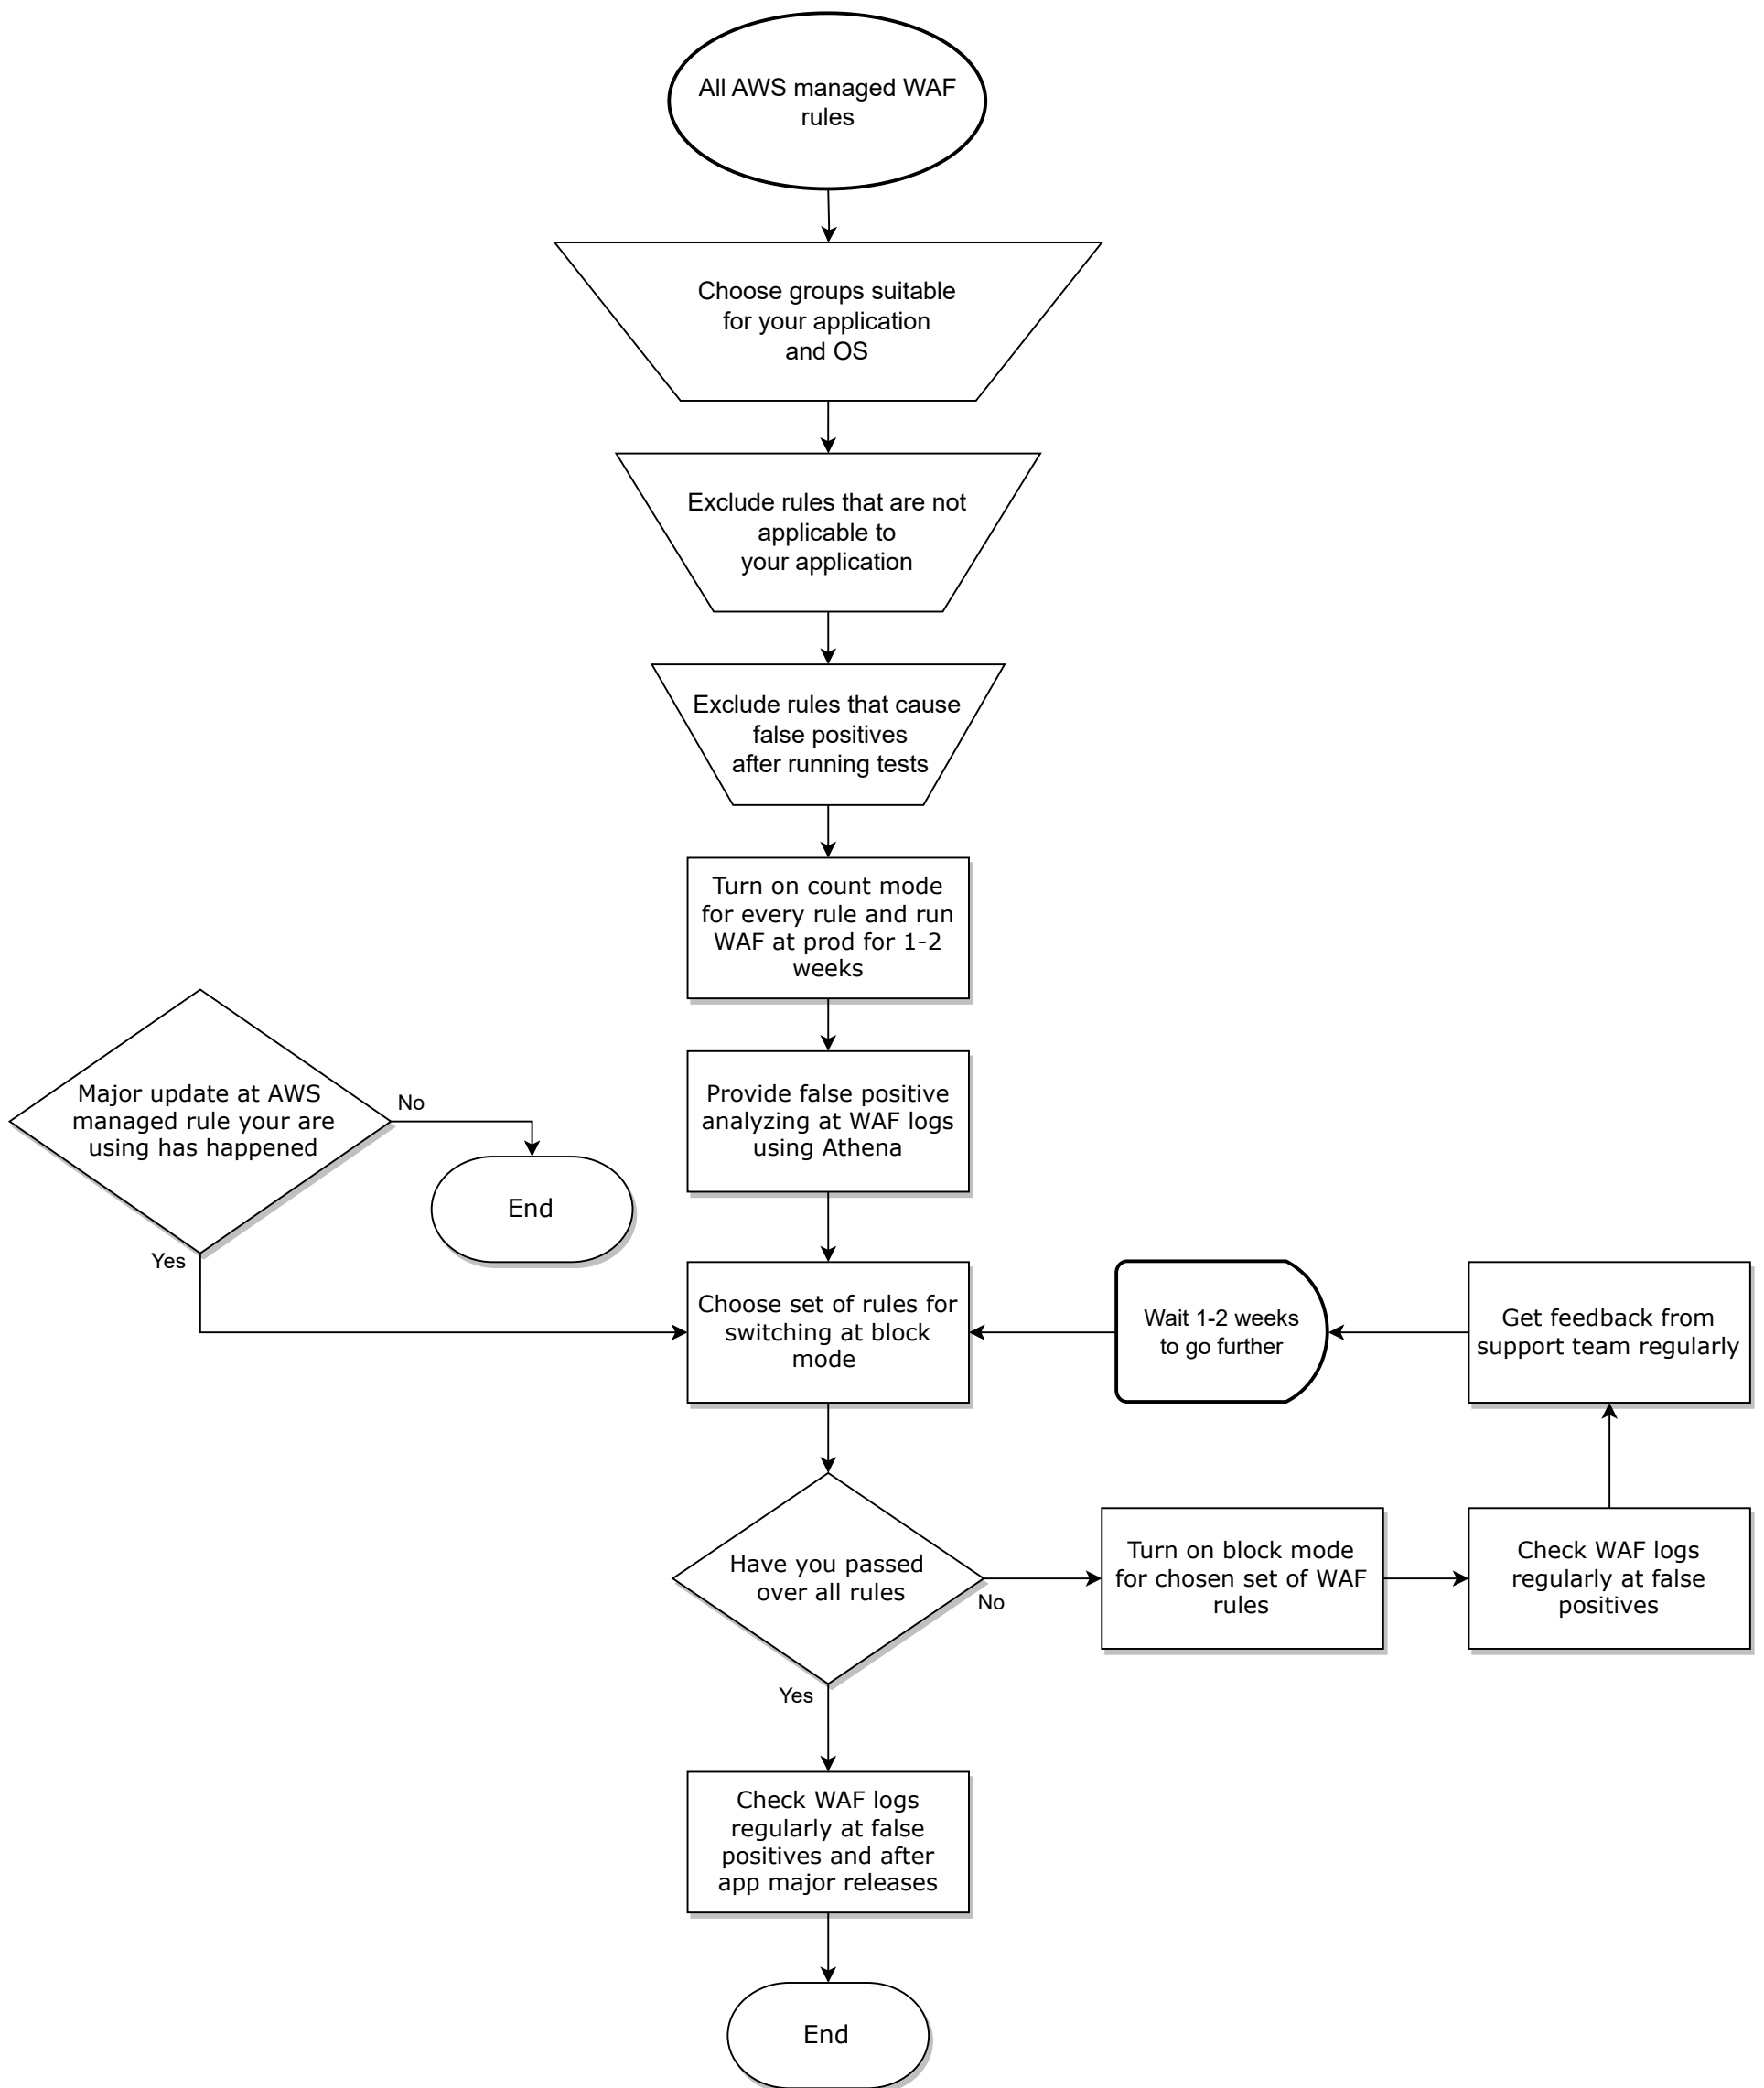 All AWS managed WAF
rules
Choose groups suitable
for your application
and OS
Exclude rules that are not
applicable to
your application
Exclude rules that cause
false positives
after running tests
Turn on count mode
for every rule and run
WAF at prod for 1-2
weeks
Major update at AWS
managed rule your are
using has happened
No
End
Yes
Provide false positive
analyzing at WAF logs
using Athena
Choose set of rules for
switching at block
mode
Wait 1-2 weeks
to go further
Get feedback from
support team regularly
Have you passed
over all rules
No
Turn on block mode
for chosen set of WAF
rules
Check WAF logs
regularly at false
positives
Yes
Check WAF logs
regularly at false
positives and after
app major releases
End